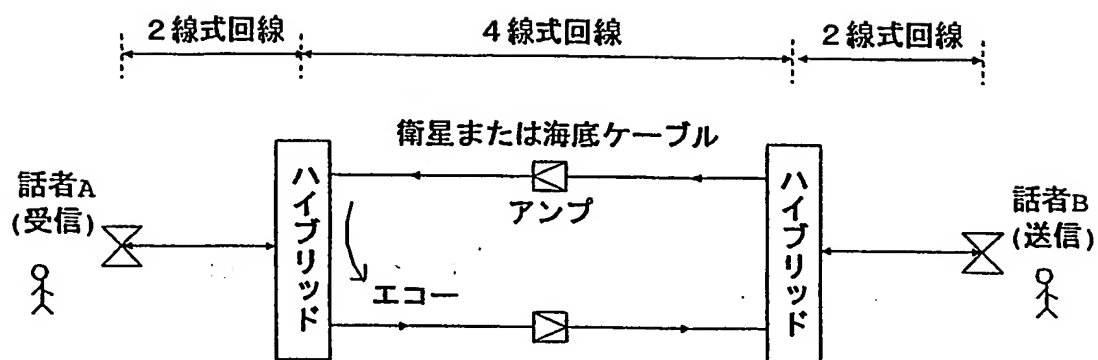 2線式回線
4線式回線
2線式回線
衛星または海底ケーブル
話者A
(受信)
ハイブリッド
アンプ
エコー
ハイブリッド
話者B
(送信)